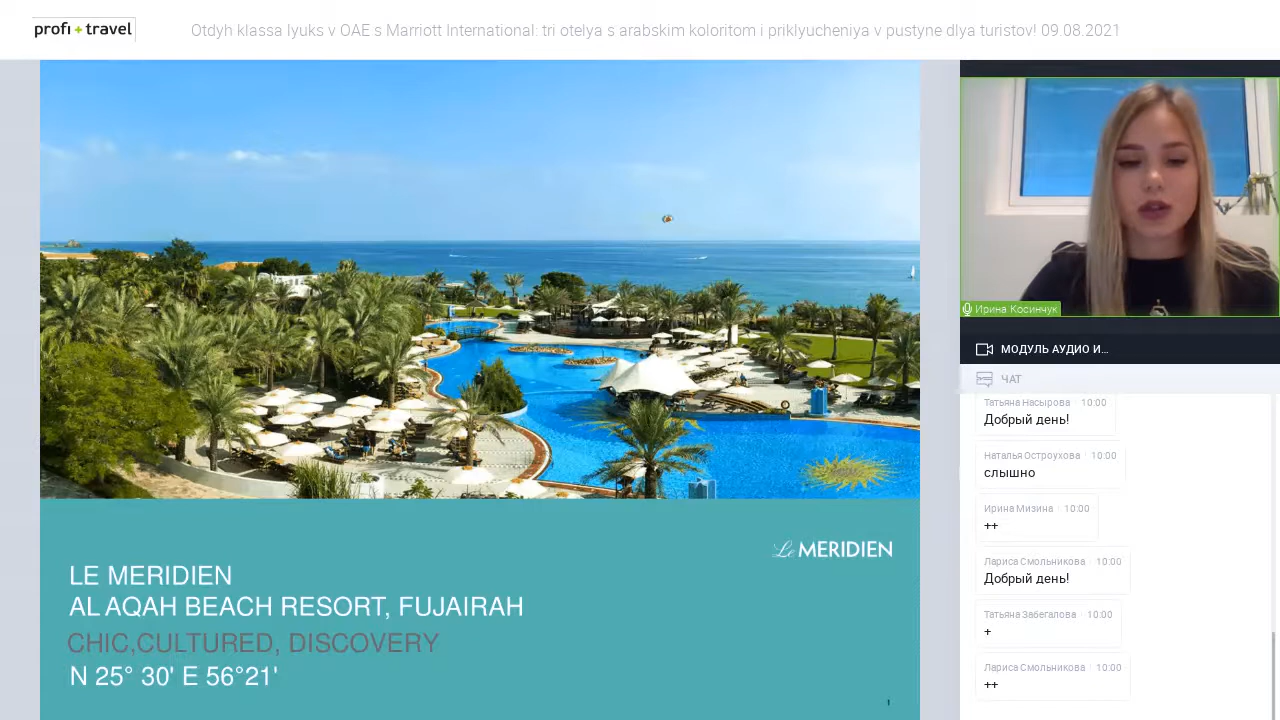 profi + travel
Otdyh klassa lyuks v OAE s Marriott International: tri otelya s arabskim koloritom i priklyucheniya v pustyne dlya turistov! 09.08.2021
Le MERIDIEN
LE MERIDIEN
AL AQAH BEACH RESORT, FUJAIRAH
CHIC,CULTURED, DISCOVERY
N 25° 30' E 56°21'
1
Ирина Косинчук
МОДУЛЬ АУДИО И...
ЧАТ
Татьяна Насырова · 10:00
Добрый день!
Наталья Остроухова · 10:00
слышно
Ирина Мизина · 10:00
++
Лариса Смольникова · 10:00
Добрый день!
Татьяна Забегалова · 10:00
+
Лариса Смольникова · 10:00
++